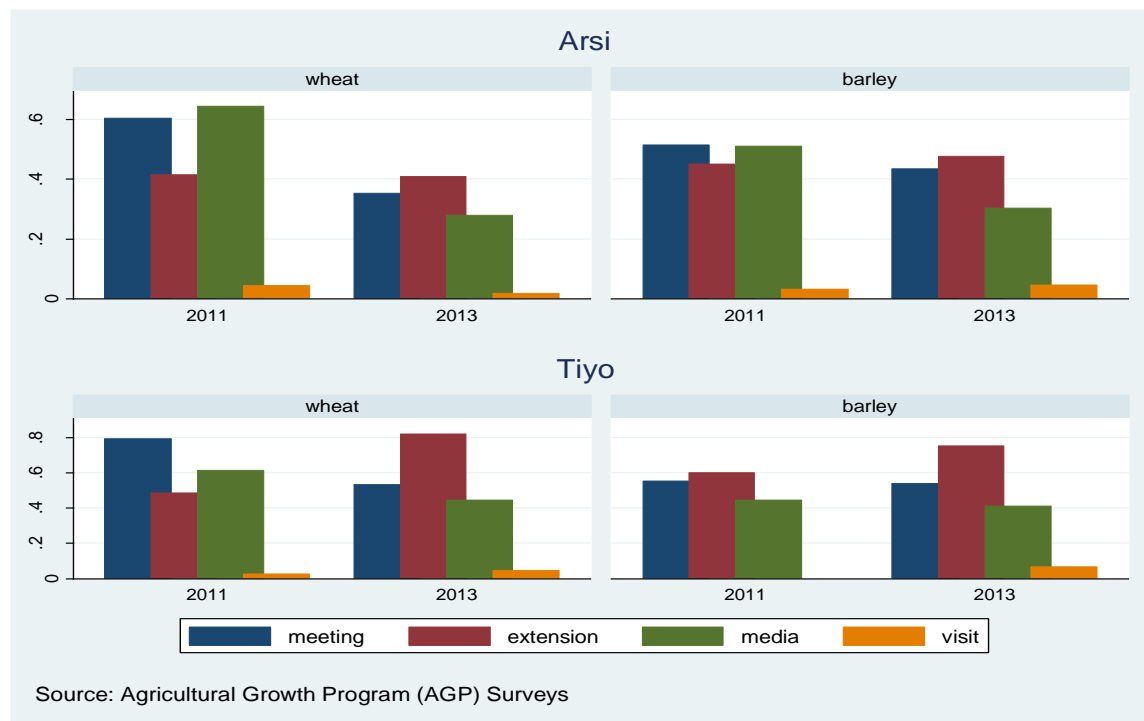 Arsi
wheat barley
.6
.4
.2
0
2011 2013 2011 2013
Tiyo
wheat barley
.8
.6
.4
.2
0
2011 2013 2011 2013
meeting extension media visit
Source: Agricultural Growth Program (AGP) Surveys